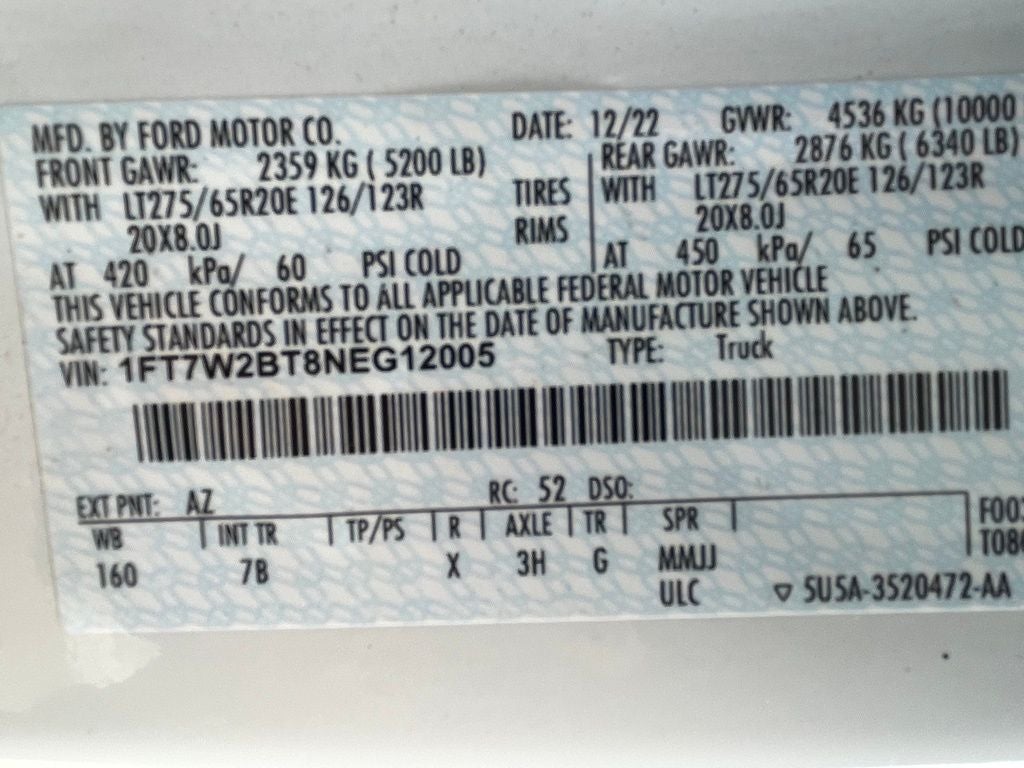 MFD. BY FORD MOTOR CO. DATE: 12/22 GVWR: 4536 KG (10000
FRONT GAWR: 2359 KG ( 5200 LB) REAR GAWR: 2876 KG ( 6340 LB)
WITH LT275/65R20E 126/123R TIRES WITH LT275/65R20E 126/123R
20X8.0J RIMS 20X8.0J
AT 420 kPa/ 60 PSI COLD AT 450 kPa/ 65 PSI COLD
THIS VEHICLE CONFORMS TO ALL APPLICABLE FEDERAL MOTOR VEHICLE
SAFETY STANDARDS IN EFFECT ON THE DATE OF MANUFACTURE SHOWN ABOVE.
VIN: 1FT7W2BT8NEG12005 TYPE: Truck
EXT PNT: AZ RC: 52 DSO:
WB INT TR TP/PS R AXLE TR SPR F003
160 7B X 3H G MMJJ T086
ULC ▽ 5U5A-3520472-AA